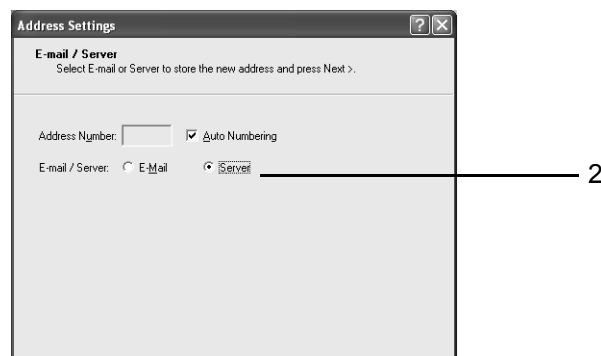 Address Settings
E-mail / Server
Select E-mail or Server to store the new address and press Next >.
Address Number: Auto Numbering
E-mail / Server: E-Mail Server
2